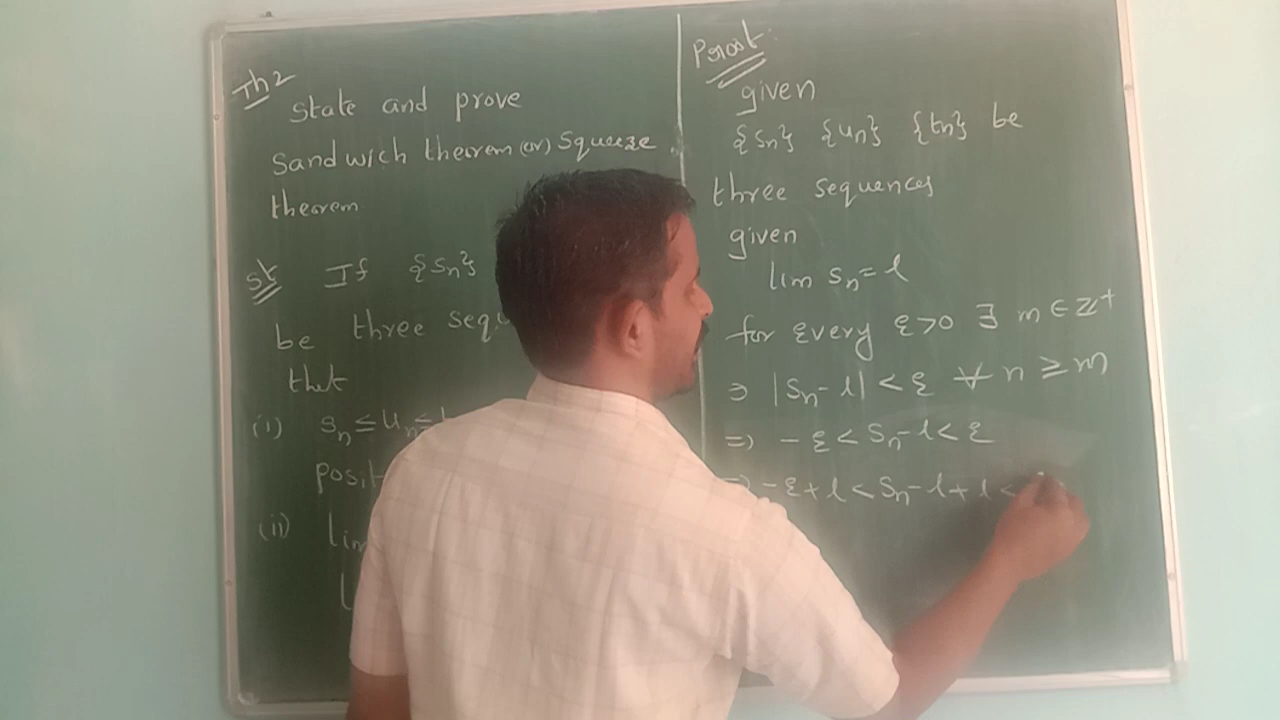 Th2
State and prove
Sandwich theorem (or) Squeeze
theorem
St If {Sn}
be three sequ
that
(i) Sn ≤ Un ≤
posit
(ii) lim
Proof:
given
{Sn} {Un} {tn} be
three sequences
given
lim Sn = l
for every ε>0 ∃ m ∈ Z+
∋ |Sn - l| < ε ∀ n ≥ m
=> - ε < Sn - l < ε
=> - ε + l < Sn - l + l <